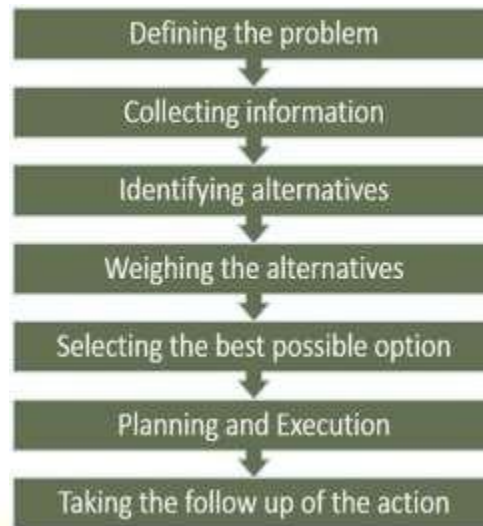 Defining the problem
Collecting information
Identifying alternatives
Weighing the alternatives
Selecting the best possible option
Planning and Execution
Taking the follow up of the action